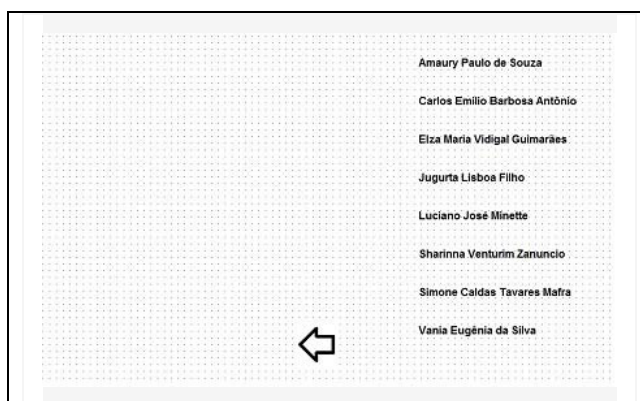 Amaury Paulo de Souza
Carlos Emílio Barbosa Antônio
Elza Maria Vidigal Guimarães
Jugurta Lisboa Filho
Luciano José Minette
Sharinna Venturim Zanuncio
Simone Caldas Tavares Mafra
Vania Eugênia da Silva